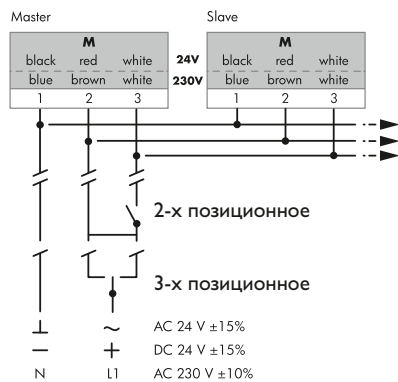 Master Slave
M M
black red white 24V black red white
blue brown white 230V blue brown white
1 2 3 1 2 3
2-х позиционное
3-х позиционное
⊥ ~ AC 24 V ±15%
− + DC 24 V ±15%
N L1 AC 230 V ±10%